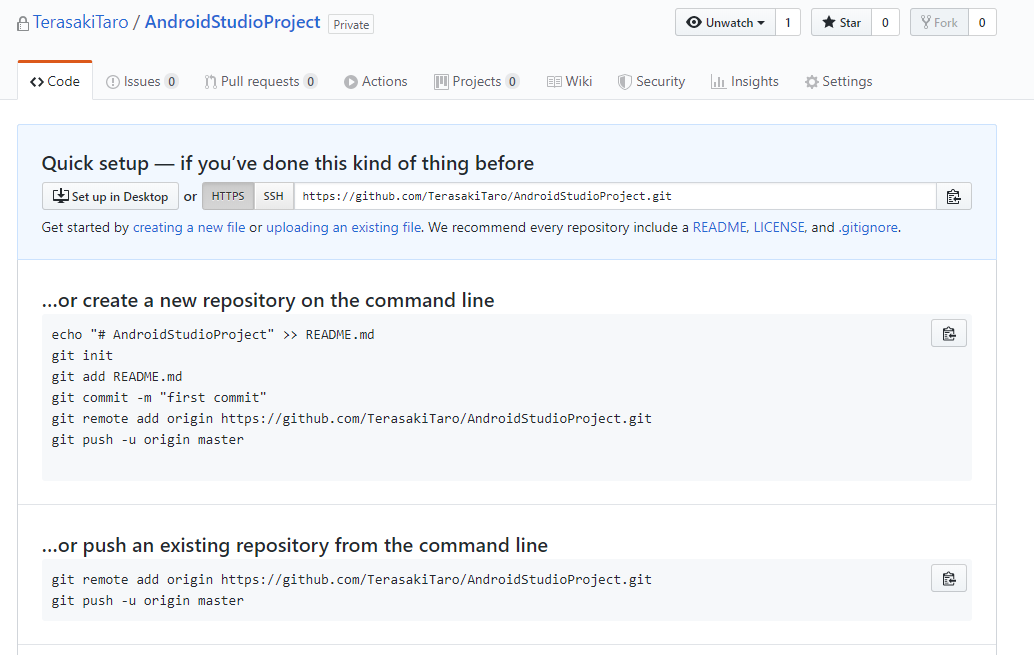 TerasakiTaro / AndroidStudioProject Private
Unwatch 1 Star 0 Fork 0
Code Issues 0 Pull requests 0 Actions Projects 0 Wiki Security Insights Settings
Quick setup — if you’ve done this kind of thing before
Set up in Desktop or HTTPS SSH https://github.com/TerasakiTaro/AndroidStudioProject.git
Get started by creating a new file or uploading an existing file. We recommend every repository include a README, LICENSE, and .gitignore.
…or create a new repository on the command line
echo "# AndroidStudioProject" >> README.md
git init
git add README.md
git commit -m "first commit"
git remote add origin https://github.com/TerasakiTaro/AndroidStudioProject.git
git push -u origin master
…or push an existing repository from the command line
git remote add origin https://github.com/TerasakiTaro/AndroidStudioProject.git
git push -u origin master